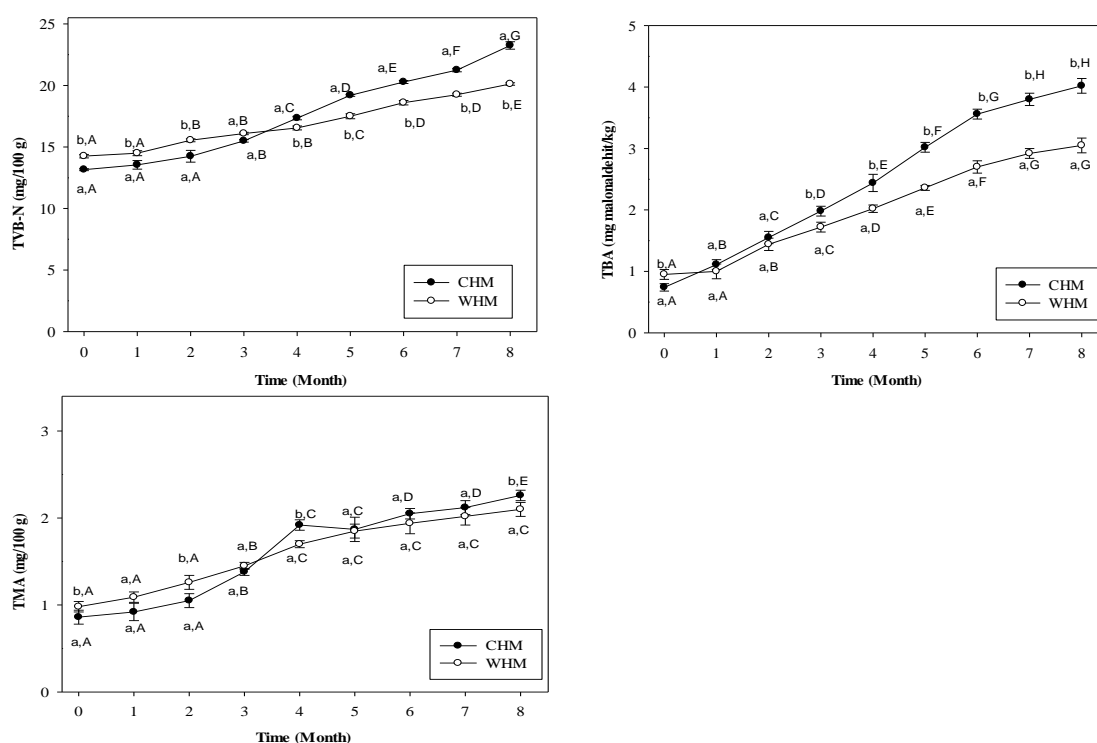 TVB-N (mg/100 g)
25
20
15
10
5
0
b,A b,A b,B a,B a,C a,D a,E a,F a,G
a,A a,A a,A a,B b,B b,C b,D b,D b,E
CHM
WHM
0 1 2 3 4 5 6 7 8
Time (Month)
TBA (mg malonaldehit/kg)
5
4
3
2
1
0
b,A a,B a,C b,D b,E b,F b,G b,H b,H
a,A a,A a,B a,C a,D a,E a,F a,G a,G
CHM
WHM
0 1 2 3 4 5 6 7 8
Time (Month)
TMA (mg/100 g)
3
2
1
0
b,A a,A b,A a,B b,C a,C a,D a,D b,E
a,A a,A a,A a,B a,C a,C a,C a,C a,C
CHM
WHM
0 1 2 3 4 5 6 7 8
Time (Month)